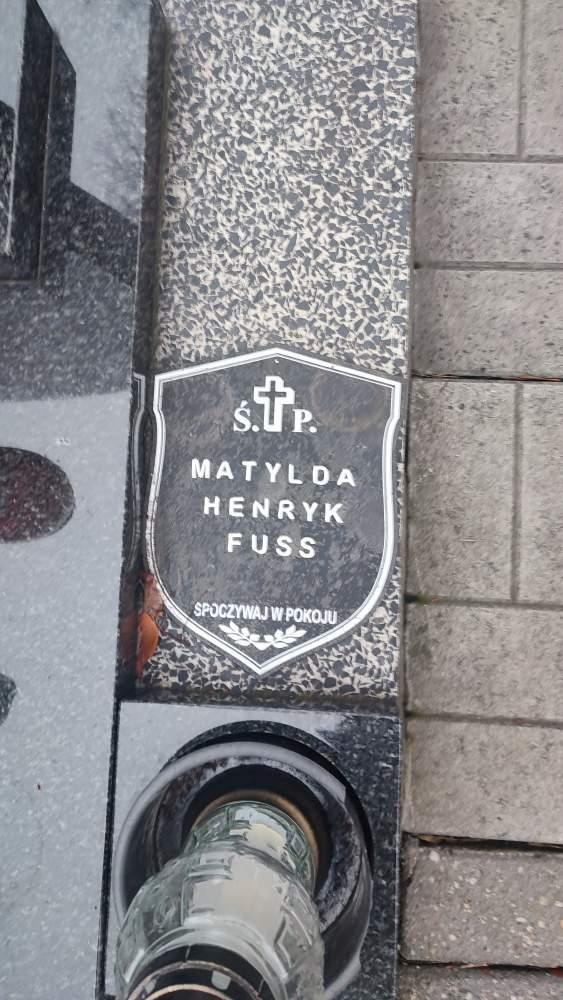 Ś. P.
MATYLDA
HENRYK
FUSS
SPOCZYWAJ W POKOJU